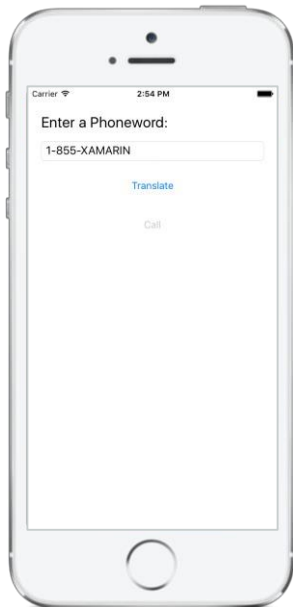 Carrier 2:54 PM
Enter a Phoneword:
1-855-XAMARIN
Translate
Call